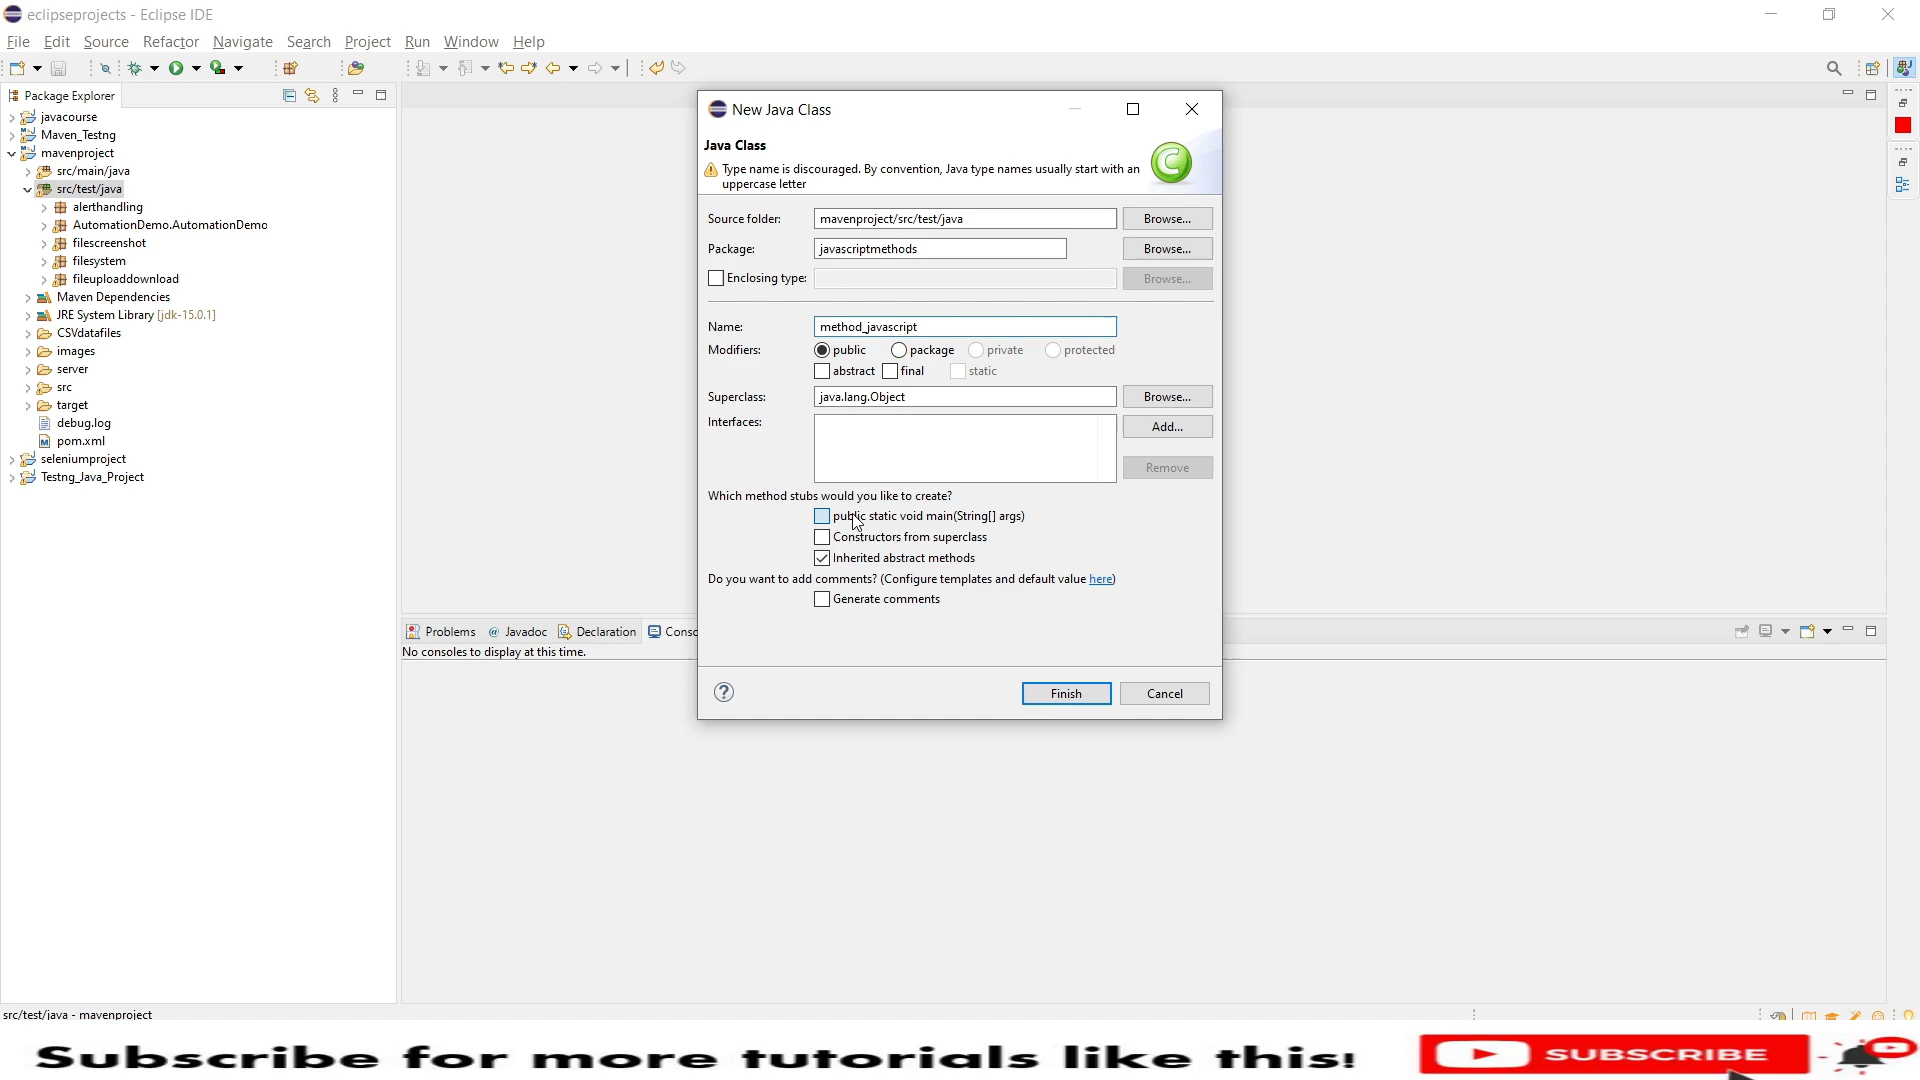 eclipseprojects - Eclipse IDE
File Edit Source Refactor Navigate Search Project Run Window Help
Package Explorer
javacourse
Maven_Testng
mavenproject
src/main/java
src/test/java
alerthandling
AutomationDemo.AutomationDemo
filescreenshot
filesystem
fileuploaddownload
Maven Dependencies
JRE System Library [jdk-15.0.1]
CSVdatafiles
images
server
src
target
debug.log
pom.xml
seleniumproject
Testng_Java_Project
New Java Class
Java Class
Type name is discouraged. By convention, Java type names usually start with an
uppercase letter
Source folder: mavenproject/src/test/java Browse...
Package: javascriptmethods Browse...
Enclosing type: Browse...
Name: method_javascript
Modifiers: public package private protected
abstract final static
Superclass: java.lang.Object Browse...
Interfaces: Add...
Remove
Which method stubs would you like to create?
public static void main(String[] args)
Constructors from superclass
Inherited abstract methods
Do you want to add comments? (Configure templates and default value here)
Generate comments
Finish Cancel
Problems @ Javadoc Declaration Conso
No consoles to display at this time.
src/test/java - mavenproject
Subscribe for more tutorials like this! SUBSCRIBE